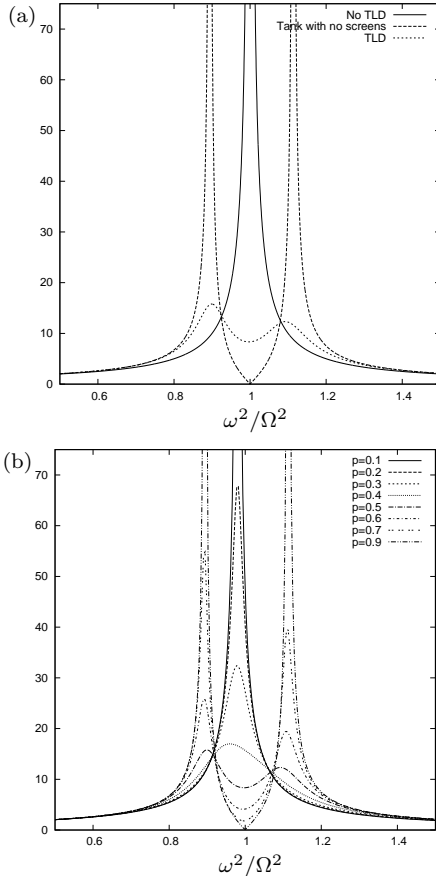 (a)
No TLD
Tank with no screens
TLD
70
60
50
40
30
20
10
0
0.6 0.8 1 1.2 1.4
ω²/Ω²
(b)
p=0.1
p=0.2
p=0.3
p=0.4
p=0.5
p=0.6
p=0.7
p=0.9
70
60
50
40
30
20
10
0
0.6 0.8 1 1.2 1.4
ω²/Ω²